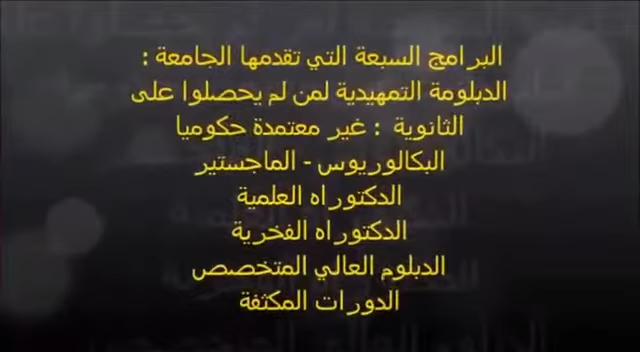 البرامج السبعة التي تقدمها الجامعة :
الدبلومة التمهيدية لمن لم يحصلوا على
الثانوية : غير معتمدة حكوميا
البكالوريوس - الماجستير
الدكتوراه العلمية
الدكتوراه الفخرية
الدبلوم العالي المتخصص
الدورات المكثفة